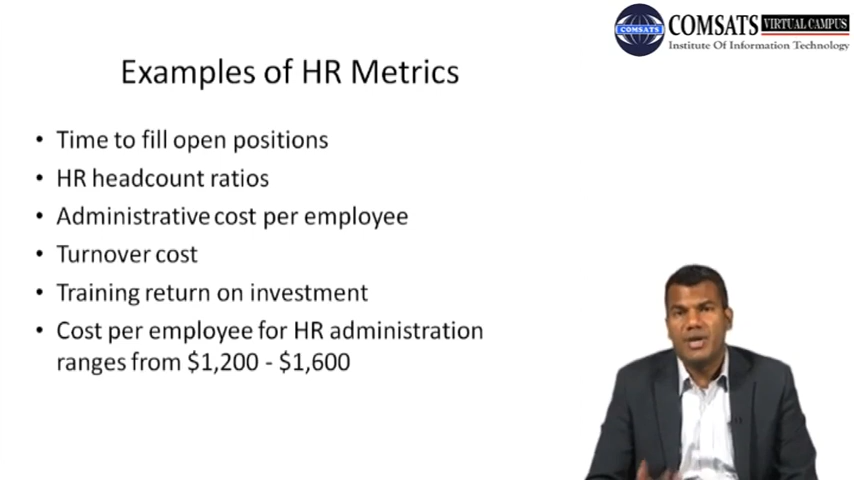 COMSATS VIRTUAL CAMPUS
COMSATS
Institute Of Information Technology
Examples of HR Metrics
• Time to fill open positions
• HR headcount ratios
• Administrative cost per employee
• Turnover cost
• Training return on investment
• Cost per employee for HR administration
ranges from $1,200 - $1,600